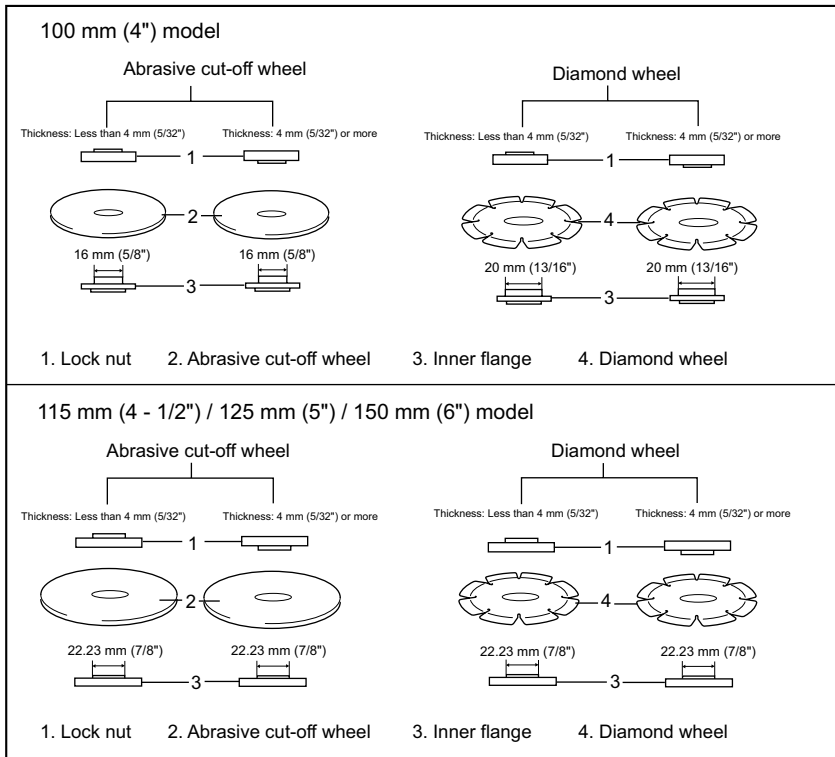 100 mm (4") model
Abrasive cut-off wheel
Diamond wheel
Thickness: Less than 4 mm (5/32") Thickness: 4 mm (5/32") or more
Thickness: Less than 4 mm (5/32") Thickness: 4 mm (5/32") or more
1
1
2
4
16 mm (5/8") 16 mm (5/8")
20 mm (13/16") 20 mm (13/16")
3
3
1. Lock nut 2. Abrasive cut-off wheel 3. Inner flange 4. Diamond wheel
115 mm (4 - 1/2") / 125 mm (5") / 150 mm (6") model
Abrasive cut-off wheel
Diamond wheel
Thickness: Less than 4 mm (5/32") Thickness: 4 mm (5/32") or more
Thickness: Less than 4 mm (5/32") Thickness: 4 mm (5/32") or more
1
1
2
4
22.23 mm (7/8") 22.23 mm (7/8")
22.23 mm (7/8") 22.23 mm (7/8")
3
3
1. Lock nut 2. Abrasive cut-off wheel 3. Inner flange 4. Diamond wheel